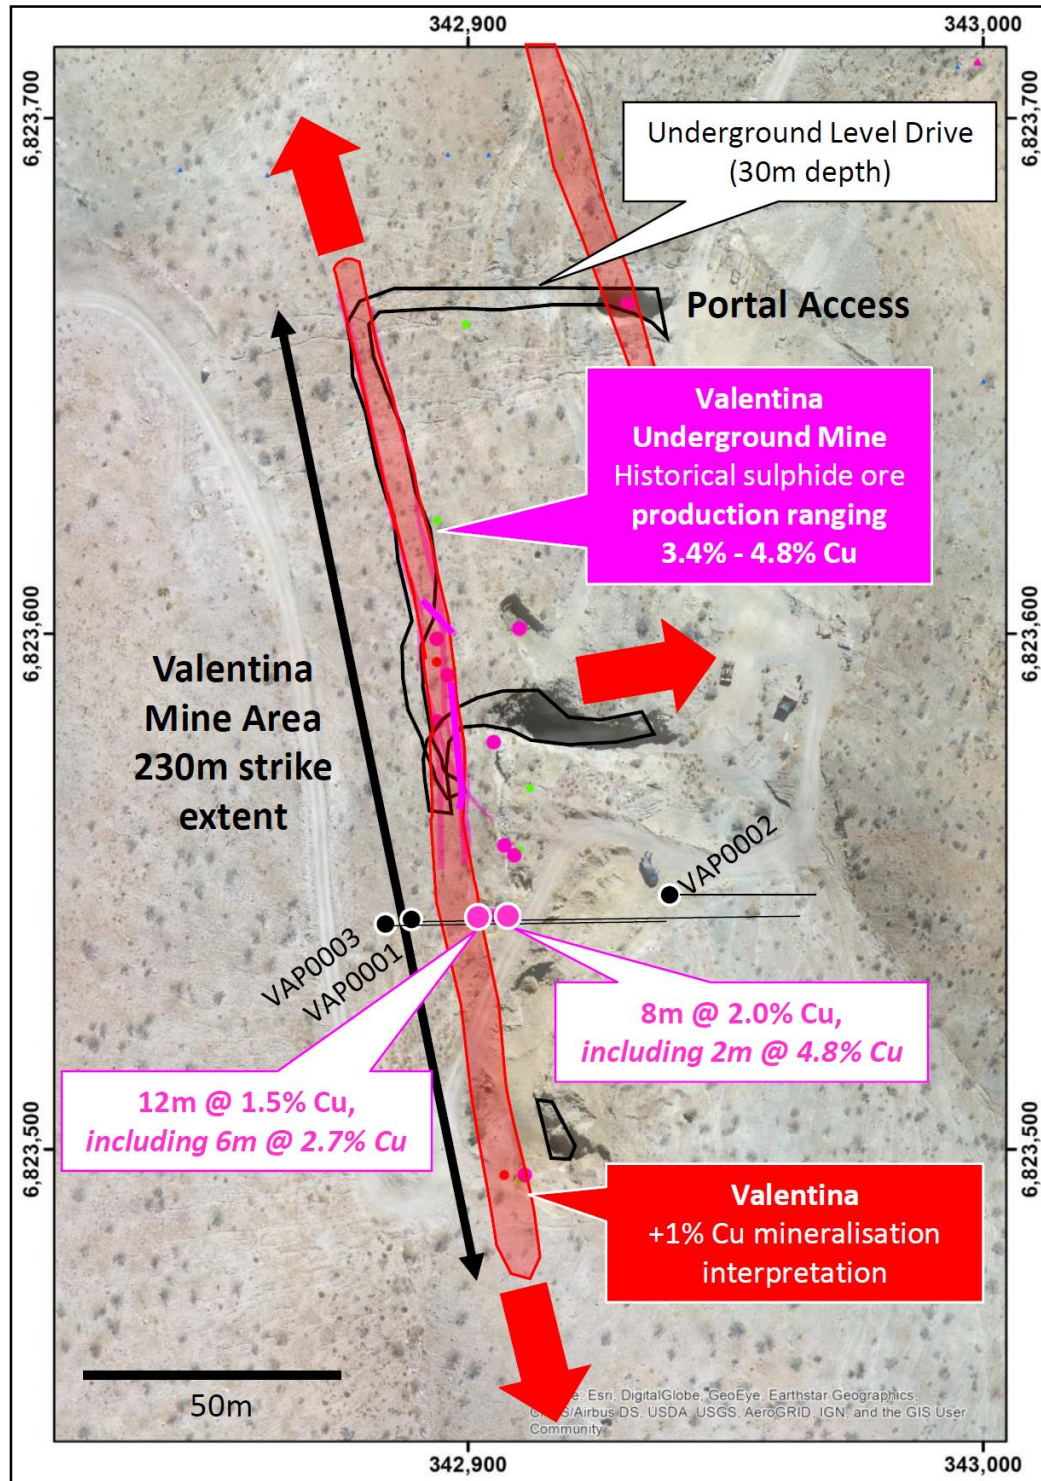 342,900
343,000
6,823,700
6,823,700
Underground Level Drive
(30m depth)
Portal Access
Valentina
Underground Mine
Historical sulphide ore
production ranging
3.4% - 4.8% Cu
6,823,600
6,823,600
Valentina
Mine Area
230m strike
extent
VAP0002
VAP0003
VAP0001
8m @ 2.0% Cu,
including 2m @ 4.8% Cu
12m @ 1.5% Cu,
including 6m @ 2.7% Cu
6,823,500
6,823,500
Valentina
+1% Cu mineralisation
interpretation
50m
Esri, DigitalGlobe, GeoEye, Earthstar Geographics,
DS, USDA, USGS, AeroGRID, IGN, and the GIS User
Community
342,900
343,000